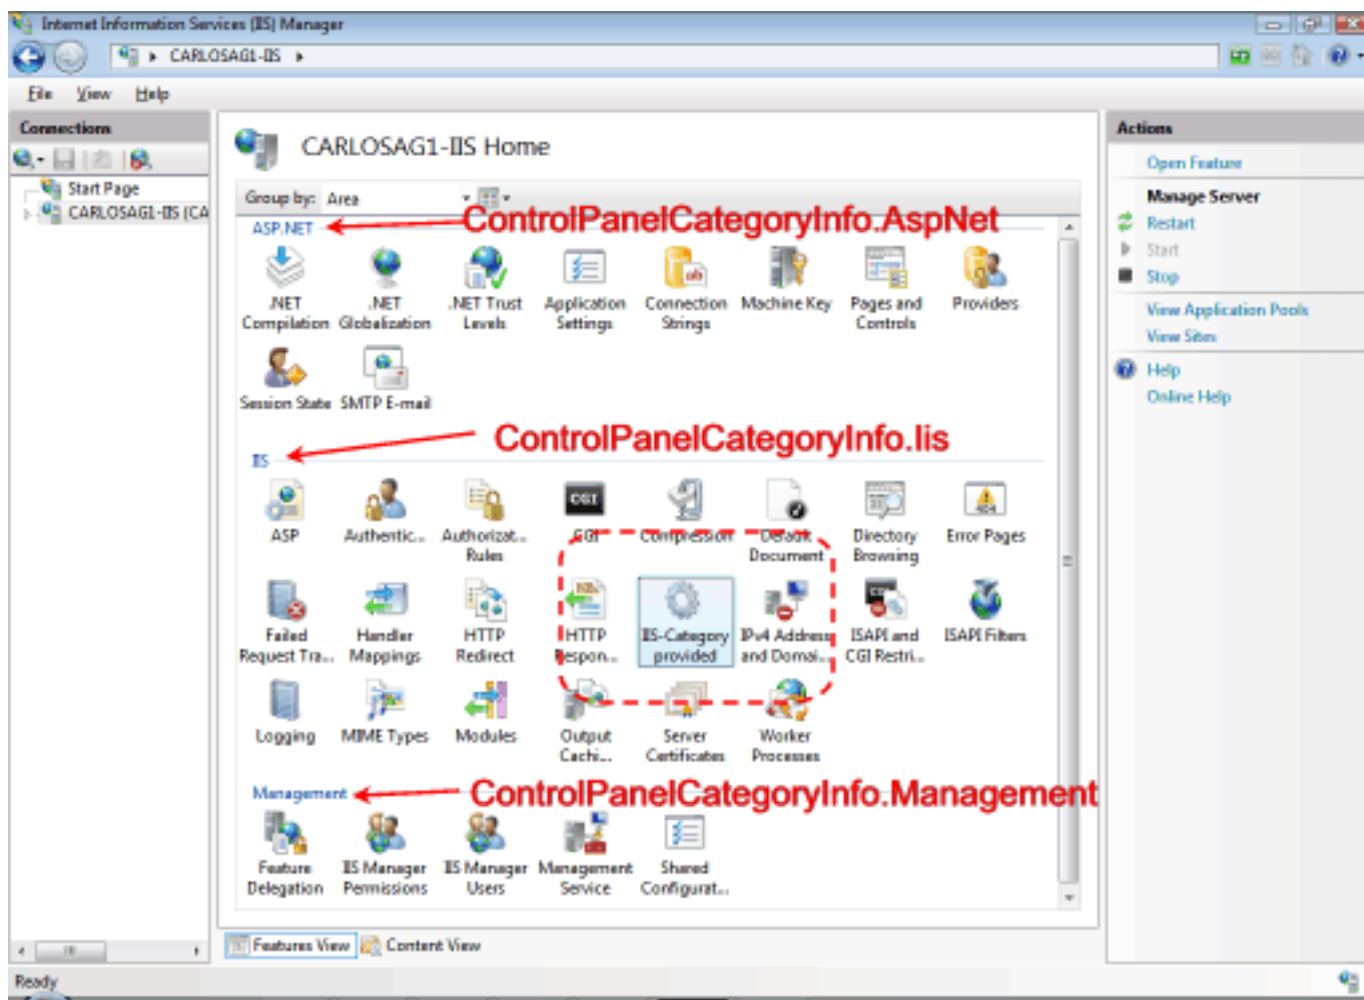 Internet Information Services (IIS) Manager
CARLOSAG1-IIS
File View Help
Connections
Start Page
CARLOSAG1-IIS (CA
CARLOSAG1-IIS Home
Group by: Area
ASP.NET
ControlPanelCategoryInfo.AspNet
.NET Compilation
.NET Globalization
.NET Trust Levels
Application Settings
Connection Strings
Machine Key
Pages and Controls
Providers
Session State
SMTP E-mail
ControlPanelCategoryInfo.Iis
IIS
ASP
Authentic...
Authorizat... Rules
CGI
CGI
Compression
Default Document
Directory Browsing
404
Error Pages
Failed Request Tra...
Handler Mappings
HTTP Redirect
HTTP Respon...
IIS-Category provided
IPv4 Address and Domai...
CGI
ISAPI and CGI Restri...
ISAPI Filters
Logging
MIME Types
Modules
Output Cachi...
Server Certificates
Worker Processes
Management
ControlPanelCategoryInfo.Management
Feature Delegation
IIS Manager Permissions
IIS Manager Users
Management Service
Shared Configurat...
Features View
Content View
Actions
Open Feature
Manage Server
Restart
Start
Stop
View Application Pools
View Sites
Help
Online Help
Ready